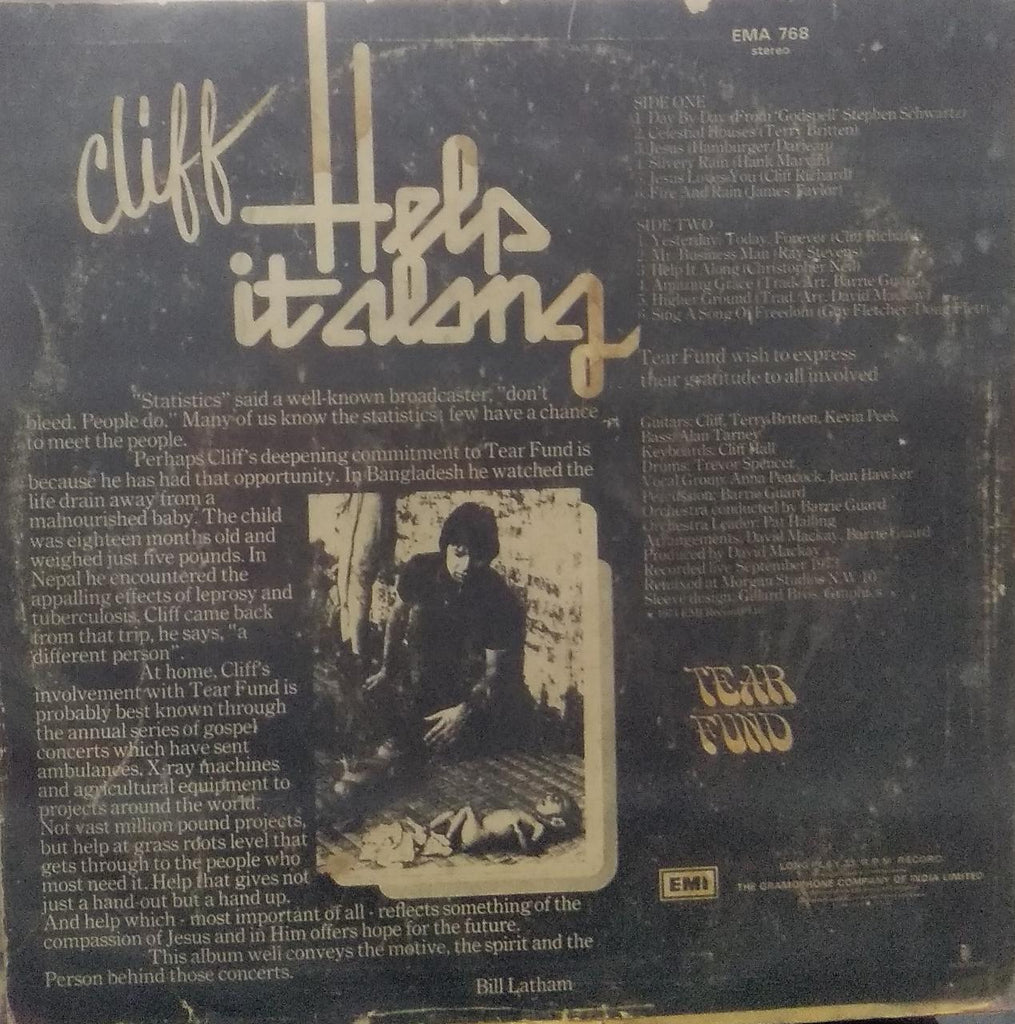 EMA 768
stereo
cliff
Help
it along
SIDE ONE
1. Day By Day (From "Godspell" Stephen Schwartz)
2. Celestial Houses (Terry Britten)
3. Jesus (Hamburger/Darieau)
4. Silvery Rain (Hank Marvin)
5. Jesus Loves You (Cliff Richard)
6. Fire And Rain (James Taylor)
SIDE TWO
1. Yesterday, Today, Forever (Cliff Richard)
2. Mr. Business Man (Ray Stevens)
3. Help It Along (Christopher Neil)
4. Amazing Grace (Trad. Arr. Barrie Guard)
5. Higher Ground (Trad. Arr. David Mackay)
6. Sing A Song Of Freedom (Guy Fletcher/Doug Flett)
Tear Fund wish to express
their gratitude to all involved
Guitars: Cliff, Terry Britten, Kevin Peek
Bass: Alan Tarney
Keyboards: Cliff Hall
Drums: Trevor Spencer
Vocal Group: Anna Peacock, Jean Hawker
Percussion: Barrie Guard
Orchestra conducted by Barrie Guard
Orchestra Leader: Pat Halling
Arrangements: David Mackay, Barrie Guard
Produced by David Mackay
Recorded live September 1973
Remixed at Morgan Studios N.W. 10
Sleeve design: Gillard Bros. Graphics
"Statistics" said a well-known broadcaster, "don't
bleed. People do." Many of us know the statistics; few have a chance
to meet the people.
Perhaps Cliff's deepening commitment to Tear Fund is
because he has had that opportunity. In Bangladesh he watched the
life drain away from a
malnourished baby. The child
was eighteen months old and
weighed just five pounds. In
Nepal he encountered the
appalling effects of leprosy and
tuberculosis. Cliff came back
from that trip, he says, "a
different person".
At home, Cliff's
involvement with Tear Fund is
probably best known through
the annual series of gospel
concerts which have sent
ambulances, X-ray machines
and agricultural equipment to
projects around the world.
Not vast million pound projects,
but help at grass roots level that
gets through to the people who
most need it. Help that gives not
just a hand-out but a hand up.
And help which - most important of all - reflects something of the
compassion of Jesus and in Him offers hope for the future.
This album well conveys the motive, the spirit and the
Person behind those concerts.
Bill Latham
TEAR
FUND
EMI
LONG PLAY 33 R.P.M. RECORD
THE GRAMOPHONE COMPANY OF INDIA LIMITED